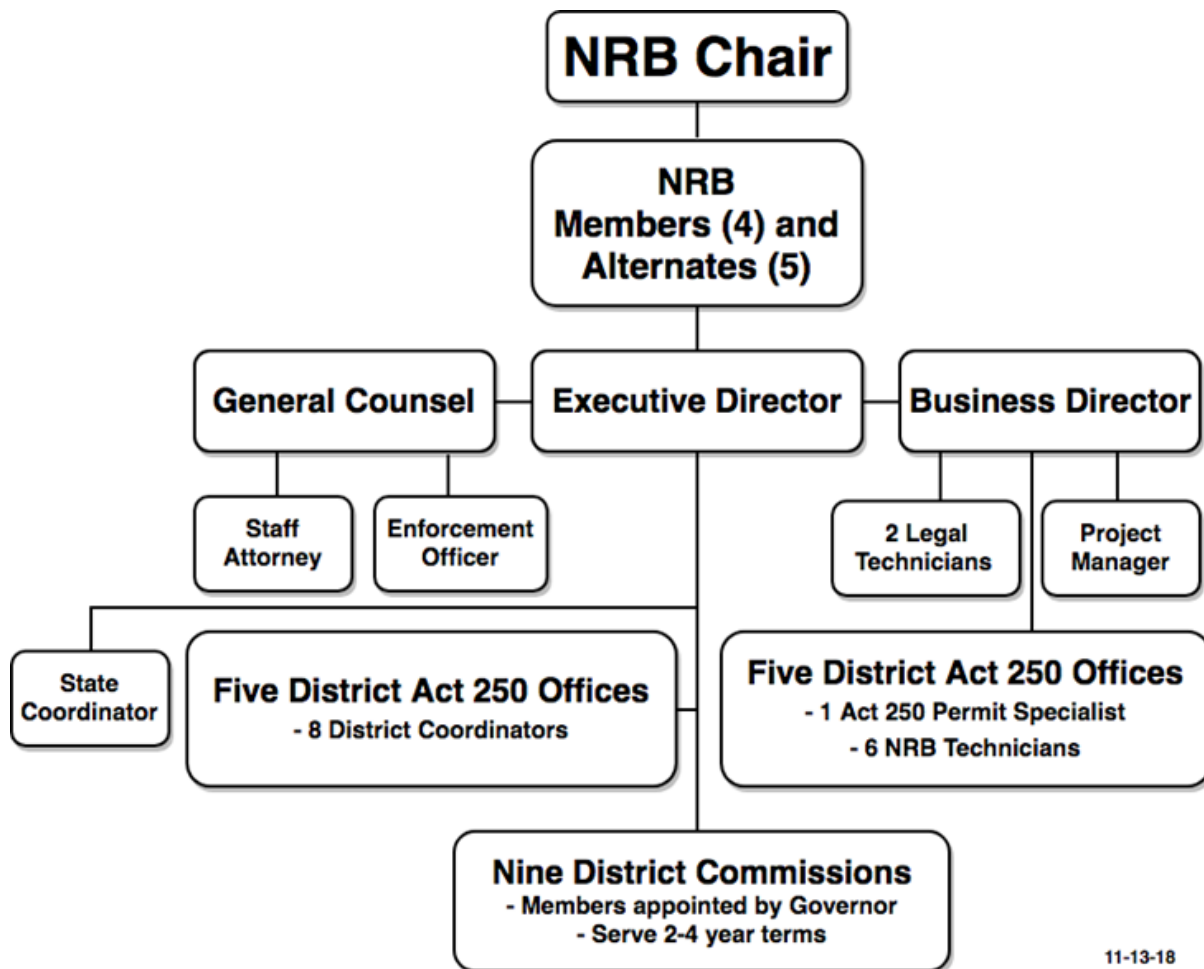 NRB Chair
NRB
Members (4) and
Alternates (5)
General Counsel
Executive Director
Business Director
Staff
Attorney
Enforcement
Officer
2 Legal
Technicians
Project
Manager
State
Coordinator
Five District Act 250 Offices
- 8 District Coordinators
Five District Act 250 Offices
- 1 Act 250 Permit Specialist
- 6 NRB Technicians
Nine District Commissions
- Members appointed by Governor
- Serve 2-4 year terms
11-13-18